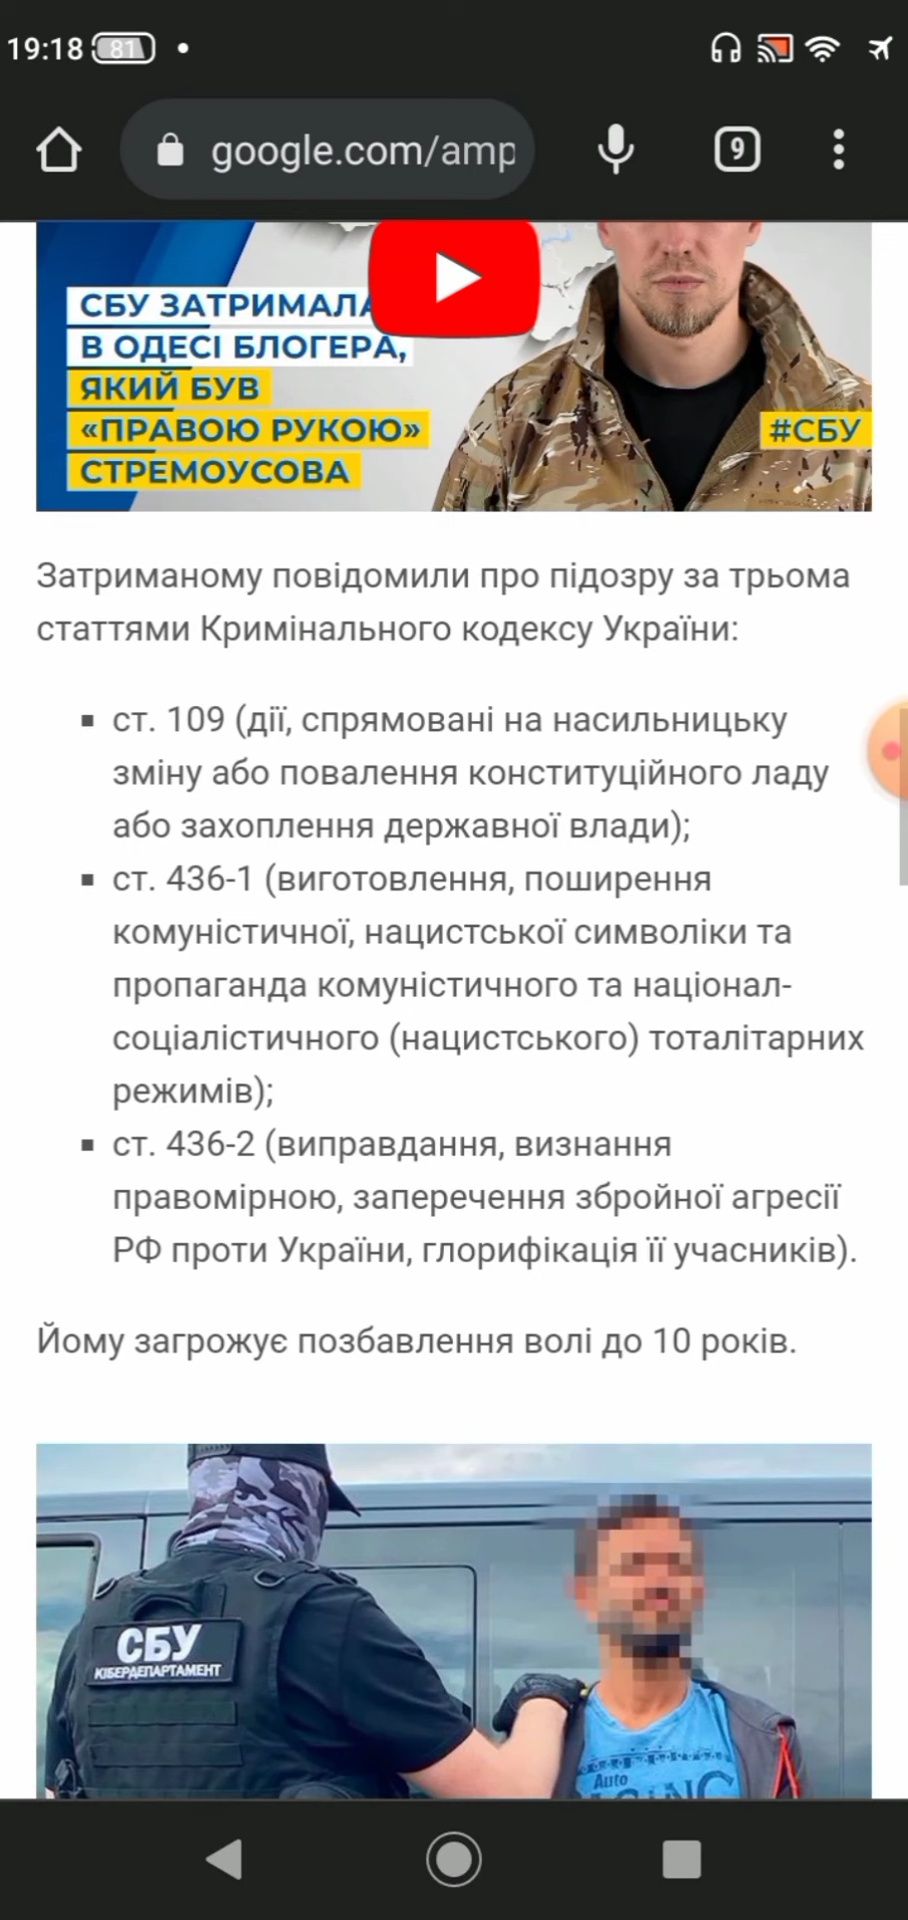 19:18 81
google.com/amp
9
СБУ ЗАТРИМАЛА
В ОДЕСІ БЛОГЕРА,
ЯКИЙ БУВ
«ПРАВОЮ РУКОЮ»
СТРЕМОУСОВА
#СБУ
Затриманому повідомили про підозру за трьома
статтями Кримінального кодексу України:
▪ ст. 109 (дії, спрямовані на насильницьку
зміну або повалення конституційного ладу
або захоплення державної влади);
▪ ст. 436-1 (виготовлення, поширення
комуністичної, нацистської символіки та
пропаганда комуністичного та націонал-
соціалістичного (нацистського) тоталітарних
режимів);
▪ ст. 436-2 (виправдання, визнання
правомірною, заперечення збройної агресії
РФ проти України, глорифікація її учасників).
Йому загрожує позбавлення волі до 10 років.
СБУ
КІБЕРДЕПАРТАМЕНТ
Auto